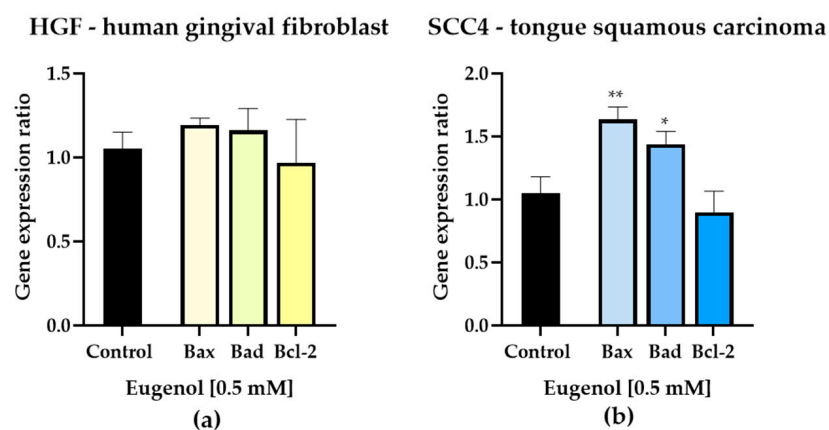 HGF - human gingival fibroblast
Gene expression ratio
1.5
1.0
0.5
0.0
Control Bax Bad Bcl-2
Eugenol [0.5 mM]
(a)
SCC4 - tongue squamous carcinoma
Gene expression ratio
2.0
1.5
1.0
0.5
0.0
**
*
Control Bax Bad Bcl-2
Eugenol [0.5 mM]
(b)